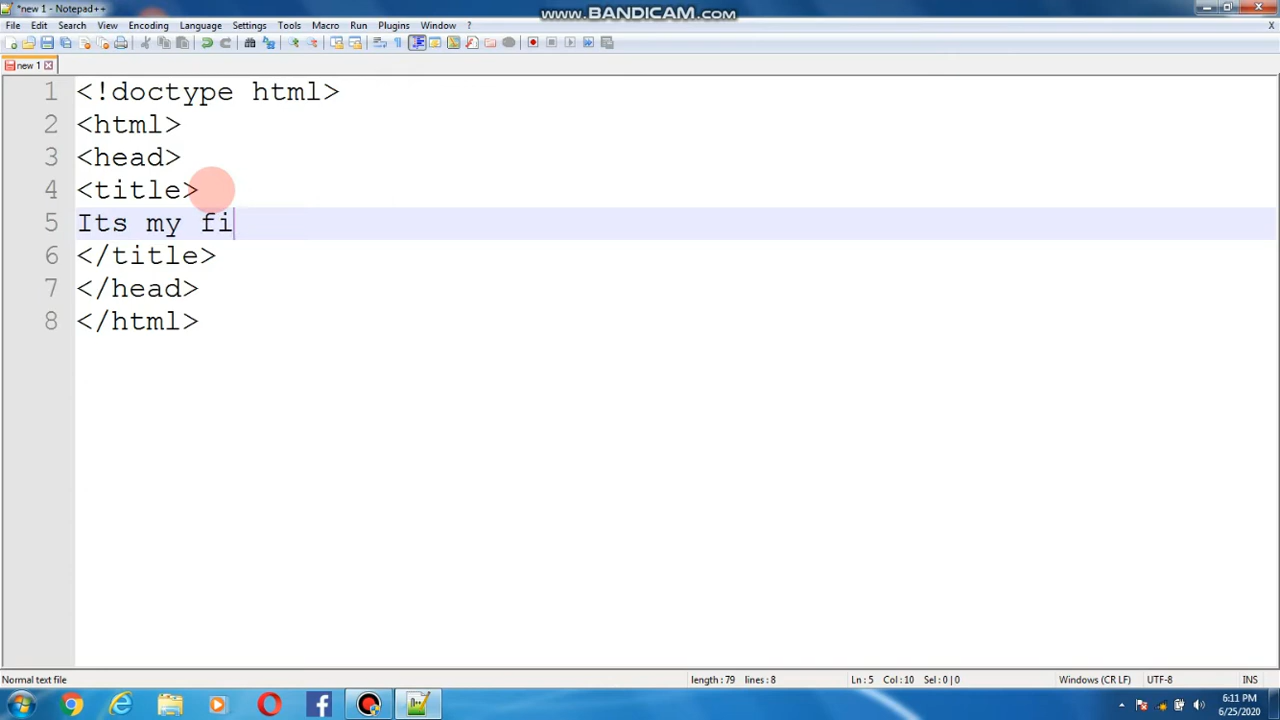 *new 1 - Notepad++
www.BANDICAM.com
File Edit Search View Encoding Language Settings Tools Macro Run Plugins Window ?
X
new 1
1 <!doctype html>
2 <html>
3 <head>
4 <title>
5 Its my fi
6 </title>
7 </head>
8 </html>
Normal text file
length : 79 lines : 8
Ln : 5 Col : 10 Sel : 0 | 0
Windows (CR LF)
UTF-8
INS
6:11 PM
6/25/2020